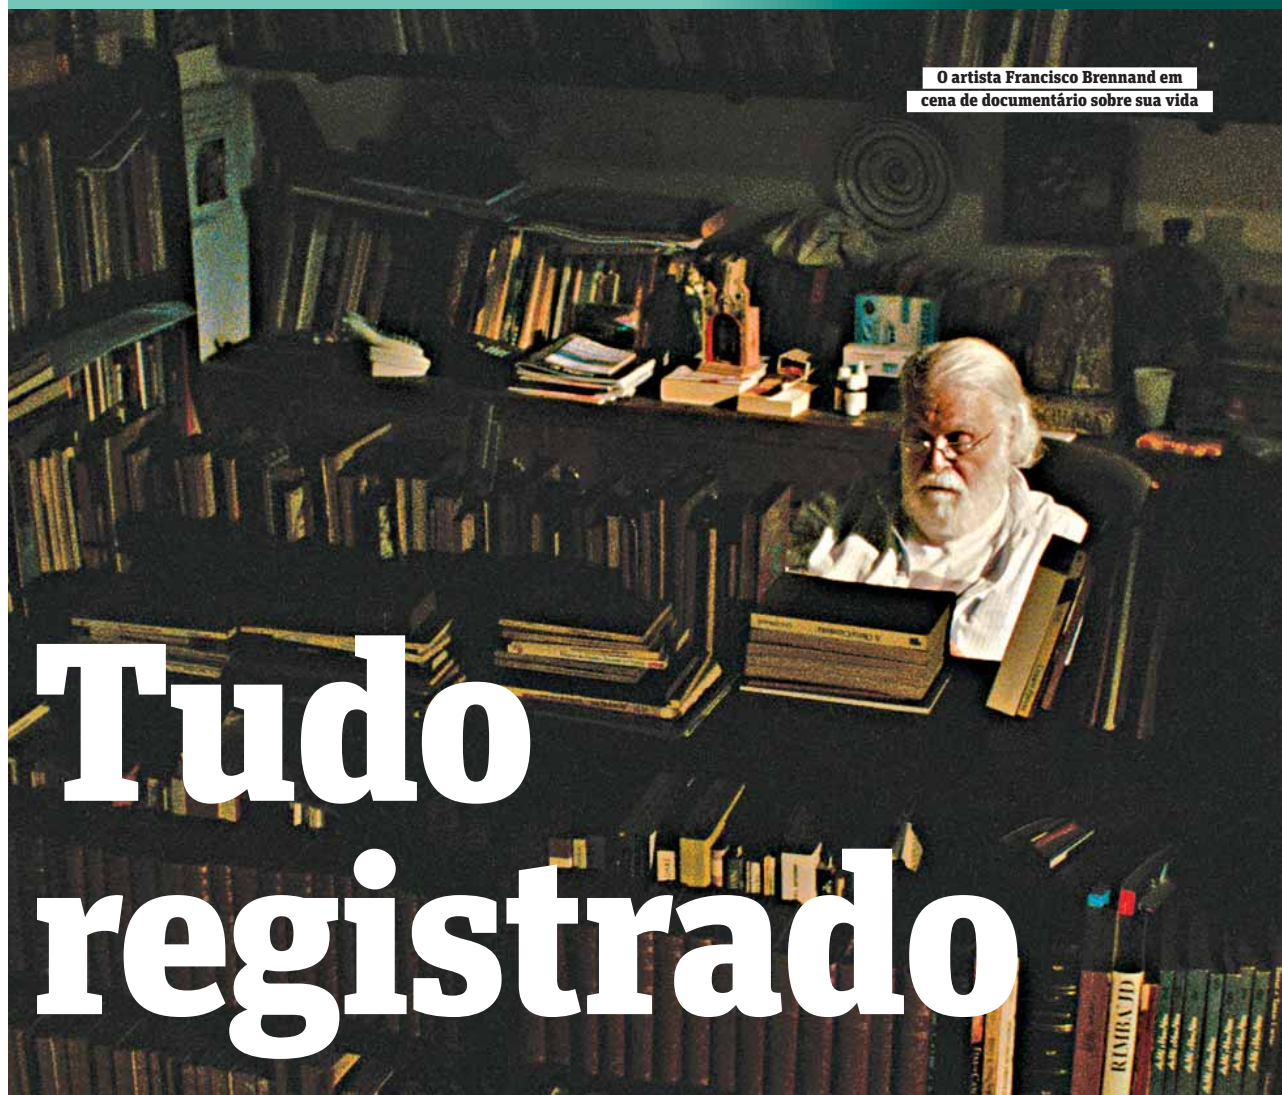 O artista Francisco Brennand em
cena de documentário sobre sua vida
Tudo
registrado
RIMBAUD